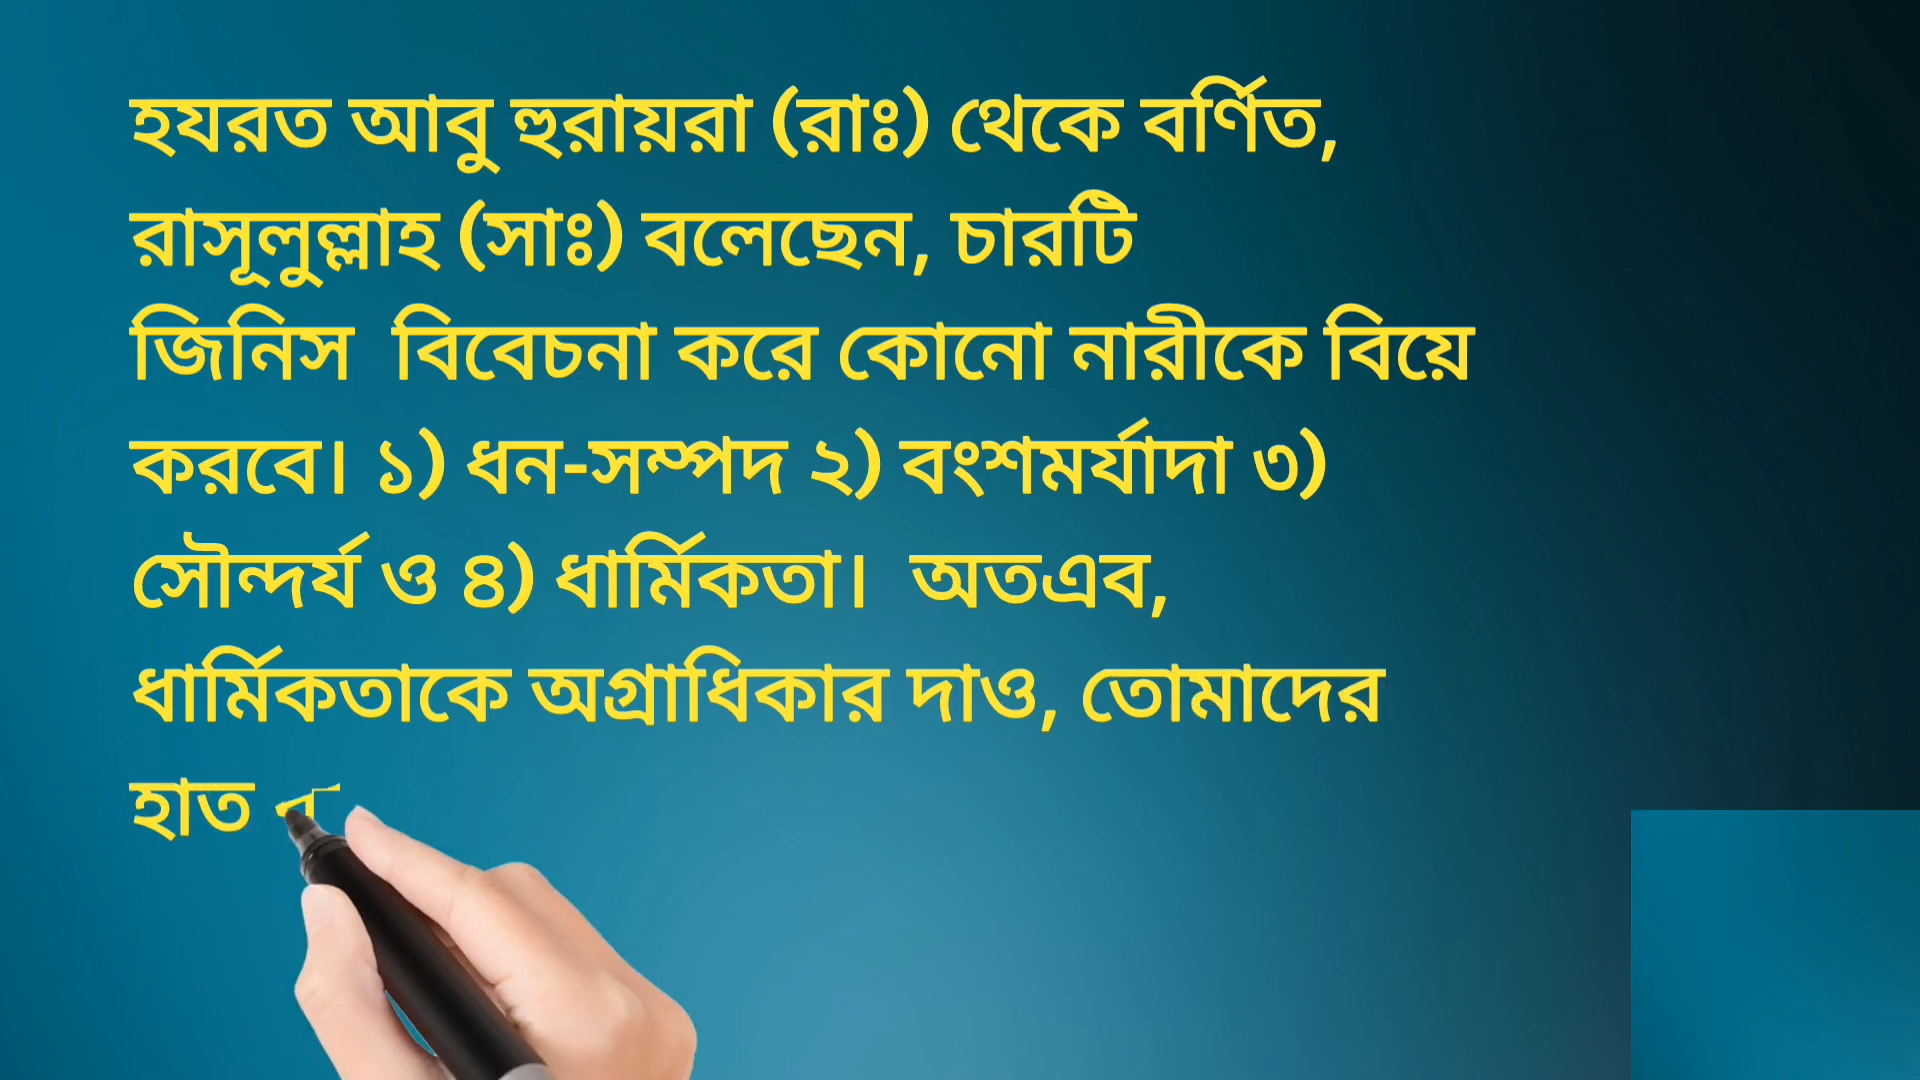 হযরত আবু হুরায়রা (রাঃ) থেকে বর্ণিত,
রাসূলুল্লাহ (সাঃ) বলেছেন, চারটি
জিনিস  বিবেচনা করে কোনো নারীকে বিয়ে
করবে। ১) ধন-সম্পদ ২) বংশমর্যাদা ৩)
সৌন্দর্য ও ৪) ধার্মিকতা।  অতএব,
ধার্মিকতাকে অগ্রাধিকার দাও, তোমাদের
হাত